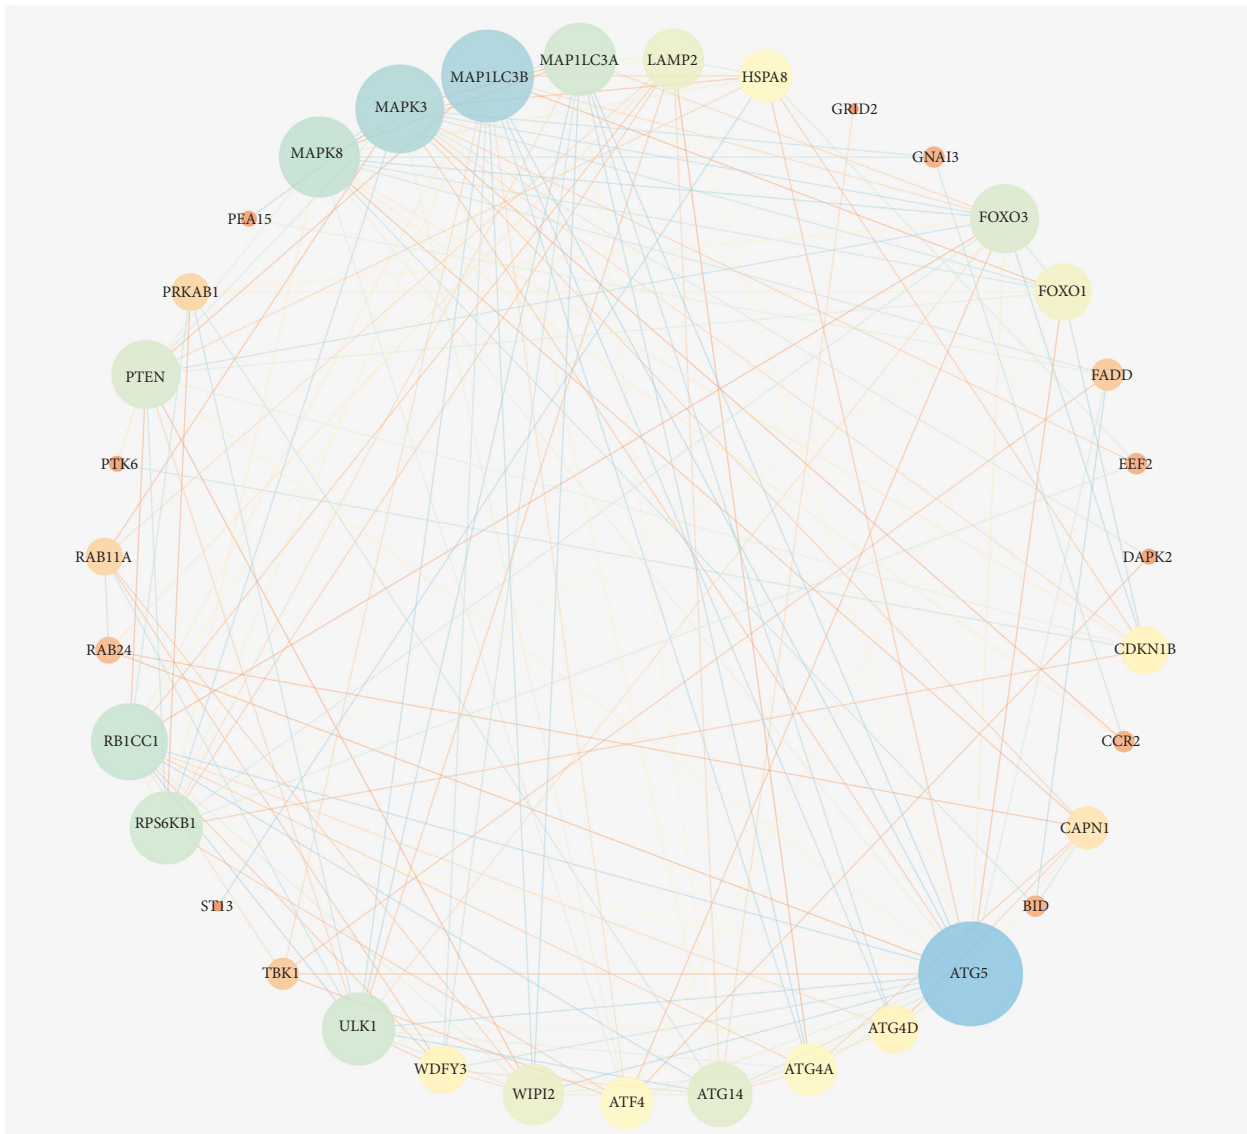 MAP1LC3A
LAMP2
MAP1LC3B
HSPA8
MAPK3
GRID2
MAPK8
GNAI3
PEA15
FOXO3
PRKAB1
FOXO1
PTEN
FADD
PTK6
EEF2
RAB11A
DAPK2
RAB24
CDKN1B
RB1CC1
CCR2
RPS6KB1
CAPN1
ST13
BID
TBK1
ATG5
ULK1
ATG4D
WDFY3
ATG4A
WIPI2
ATF4
ATG14